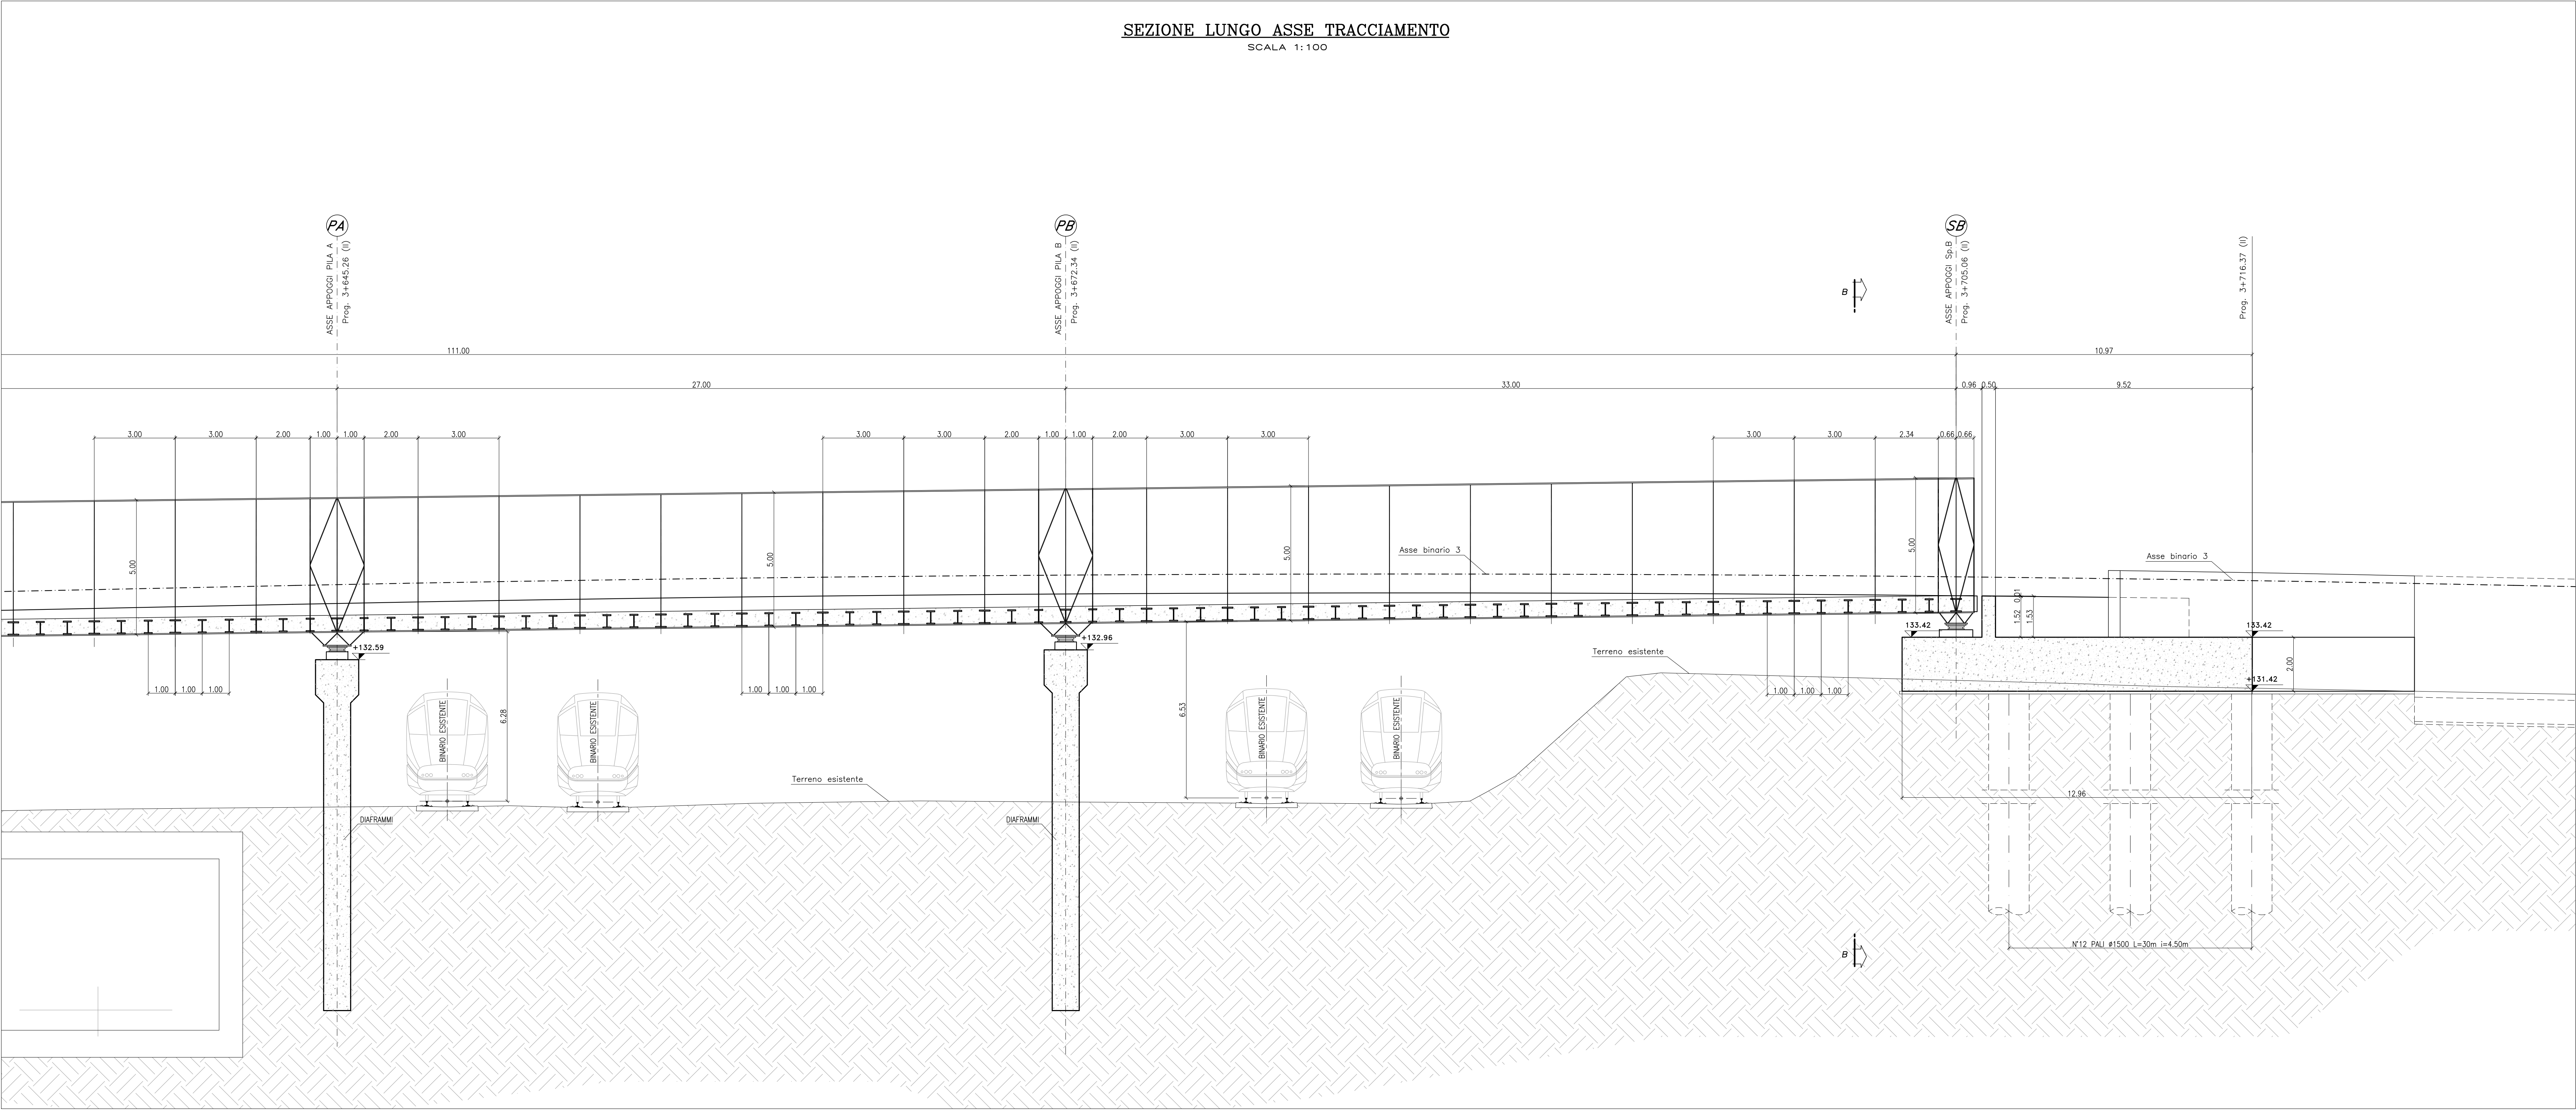 SEZIONE LUNGO ASSE TRACCIAMENTO
SCALA 1:100
PA
ASSE APPOGGI PILA A
Prog. 3+645.26 (II)
PB
ASSE APPOGGI PILA B
Prog. 3+672.34 (II)
SB
ASSE APPOGGI Sp.B
Prog. 3+705.06 (II)
Prog. 3+716.37 (II)
B
111.00
10.97
27.00
33.00
0.96
0.50
9.52
3.00
3.00
2.00
1.00
1.00
2.00
3.00
3.00
3.00
2.00
1.00
1.00
2.00
3.00
3.00
3.00
3.00
2.34
0.66
0.66
5.00
5.00
5.00
5.00
Asse binario 3
Asse binario 3
1.52
0.01
1.53
133.42
133.42
+132.59
+132.96
Terreno esistente
2.00
+131.42
1.00
1.00
1.00
1.00
1.00
1.00
1.00
1.00
1.00
6.28
6.53
BINARIO ESISTENTE
BINARIO ESISTENTE
BINARIO ESISTENTE
BINARIO ESISTENTE
Terreno esistente
12.96
DIAFRAMMI
DIAFRAMMI
N°12 PALI ø1500 L=30m i=4.50m
B